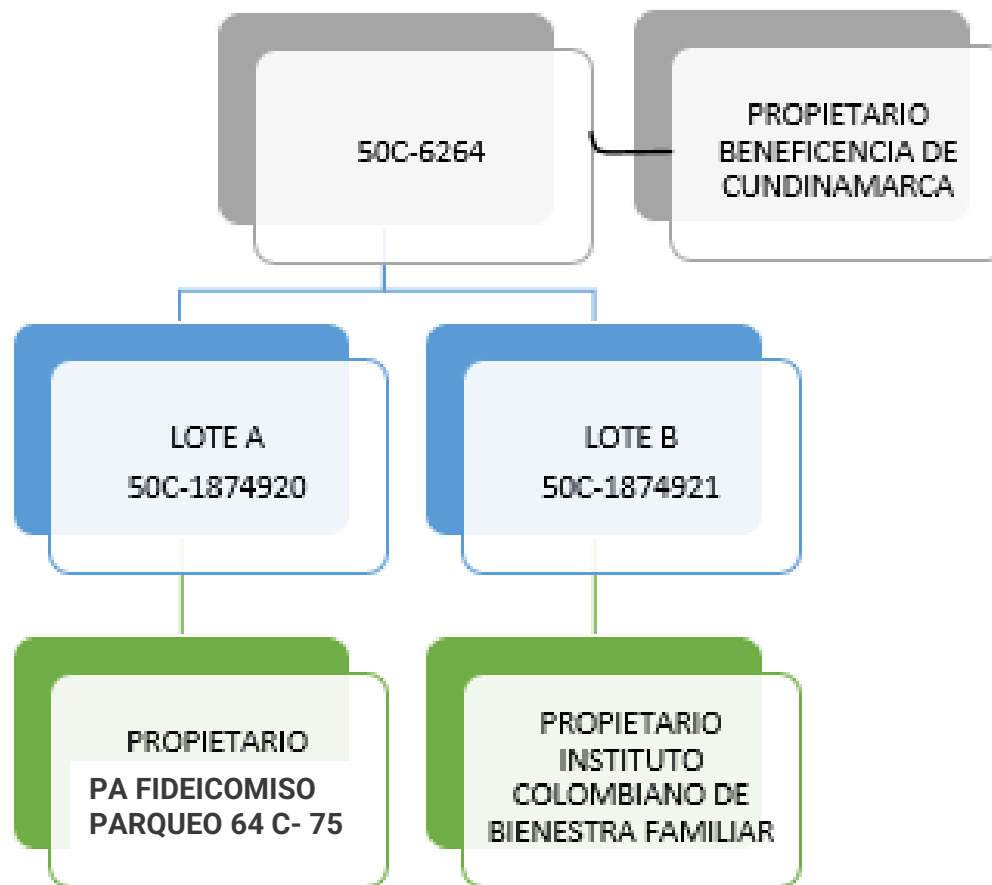 50C-6264
PROPIETARIO
BENEFICENCIA DE
CUNDINAMARCA
LOTE A
50C-1874920
LOTE B
50C-1874921
PROPIETARIO
PA FIDEICOMISO
PARQUEO 64 C- 75
PROPIETARIO
INSTITUTO
COLOMBIANO DE
BIENESTRA FAMILIAR